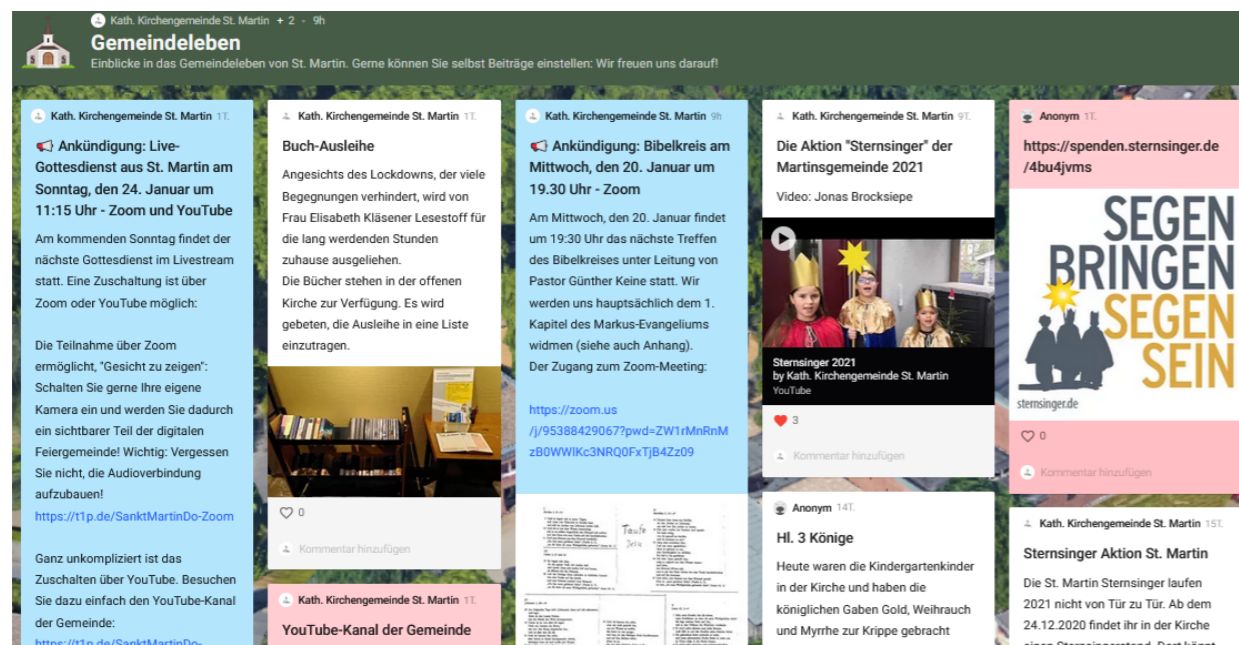 Kath. Kirchengemeinde St. Martin + 2 - 9h
Gemeindeleben
Einblicke in das Gemeindeleben von St. Martin. Gerne können Sie selbst Beiträge einstellen: Wir freuen uns darauf!
Kath. Kirchengemeinde St. Martin 1T.
Ankündigung: Live-
Gottesdienst aus St. Martin am
Sonntag, den 24. Januar um
11:15 Uhr - Zoom und YouTube
Am kommenden Sonntag findet der
nächste Gottesdienst im Livestream
statt. Eine Zuschaltung ist über
Zoom oder YouTube möglich:
Die Teilnahme über Zoom
ermöglicht, "Gesicht zu zeigen":
Schalten Sie gerne Ihre eigene
Kamera ein und werden Sie dadurch
ein sichtbarer Teil der digitalen
Feiergemeinde! Wichtig: Vergessen
Sie nicht, die Audioverbindung
aufzubauen!
https://t1p.de/SanktMartinDo-Zoom
Ganz unkompliziert ist das
Zuschalten über YouTube. Besuchen
Sie dazu einfach den YouTube-Kanal
der Gemeinde:
https://t1p.de/SanktMartinDo-
Kath. Kirchengemeinde St. Martin 1T.
Buch-Ausleihe
Angesichts des Lockdowns, der viele
Begegnungen verhindert, wird von
Frau Elisabeth Kläsener Lesestoff für
die lang werdenden Stunden
zuhause ausgeliehen.
Die Bücher stehen in der offenen
Kirche zur Verfügung. Es wird
gebeten, die Ausleihe in eine Liste
einzutragen.
0
Kommentar hinzufügen
Kath. Kirchengemeinde St. Martin 1T.
YouTube-Kanal der Gemeinde
Kath. Kirchengemeinde St. Martin 9h
Ankündigung: Bibelkreis am
Mittwoch, den 20. Januar um
19.30 Uhr - Zoom
Am Mittwoch, den 20. Januar findet
um 19:30 Uhr das nächste Treffen
des Bibelkreises unter Leitung von
Pastor Günther Keine statt. Wir
werden uns hauptsächlich dem 1.
Kapitel des Markus-Evangeliums
widmen (siehe auch Anhang).
Der Zugang zum Zoom-Meeting:
https://zoom.us
/j/95388429067?pwd=ZW1rMnRnM
zB0WWlKc3NRQ0FxTjB4Zz09
Taufe
Kath. Kirchengemeinde St. Martin 9T.
Die Aktion "Sternsinger" der
Martinsgemeinde 2021
Video: Jonas Brocksiepe
Sternsinger 2021
by Kath. Kirchengemeinde St. Martin
YouTube
3
Kommentar hinzufügen
Anonym 14T.
Hl. 3 Könige
Heute waren die Kindergartenkinder
in der Kirche und haben die
königlichen Gaben Gold, Weihrauch
und Myrrhe zur Krippe gebracht
Anonym 1T.
https://spenden.sternsinger.de
/4bu4jvms
SEGEN
BRINGEN
SEGEN
SEIN
sternsinger.de
0
Kommentar hinzufügen
Kath. Kirchengemeinde St. Martin 15T.
Sternsinger Aktion St. Martin
Die St. Martin Sternsinger laufen
2021 nicht von Tür zu Tür. Ab dem
24.12.2020 findet ihr in der Kirche
einen Sternsingerstand. Dort könnt